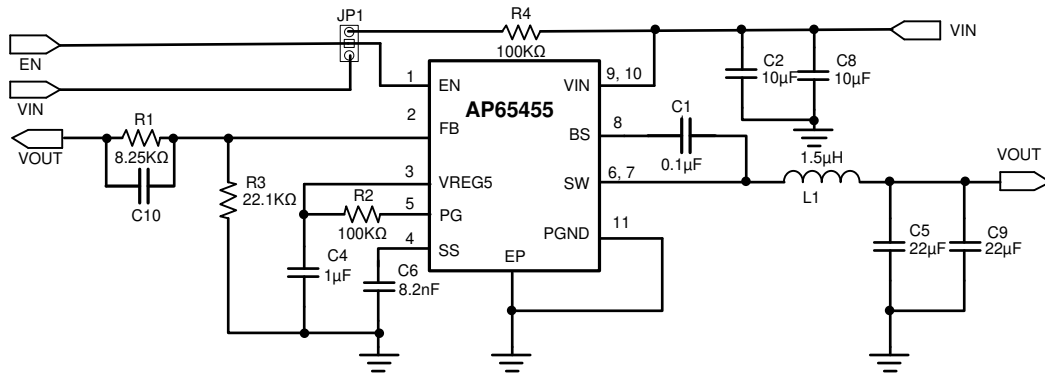 JP1
R4
100KΩ
VIN
EN
VIN
C2
10µF
C8
10µF
1
EN
VIN
9, 10
AP65455
2
FB
BS
8
C1
0.1µF
R1
8.25KΩ
VOUT
C10
R3
22.1KΩ
3
VREG5
SW
6, 7
1.5µH
L1
VOUT
R2
100KΩ
5
PG
PGND
11
4
SS
EP
C4
1µF
C6
8.2nF
C5
22µF
C9
22µF